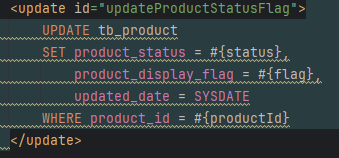 <update id="updateProductStatusFlag">
UPDATE tb_product
SET product_status = #{status},
product_display_flag = #{flag},
updated_date = SYSDATE
WHERE product_id = #{productId}
</update>